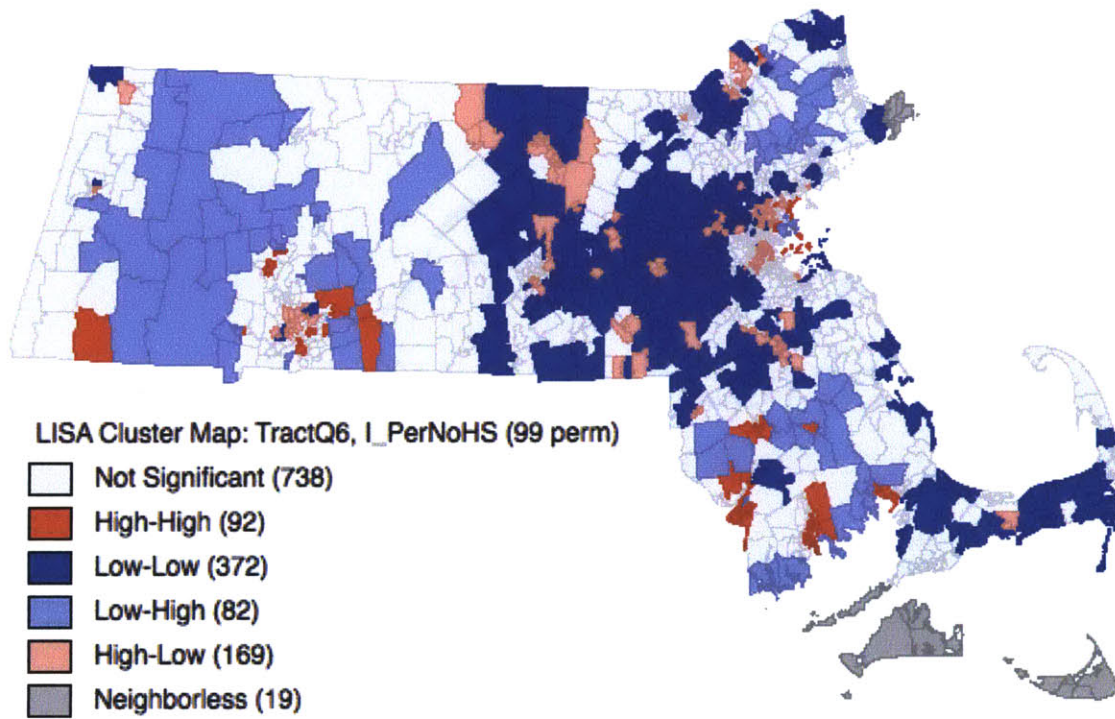 LISA Cluster Map: TractQ6, I_PerNoHS (99 perm)
Not Significant (738)
High-High (92)
Low-Low (372)
Low-High (82)
High-Low (169)
Neighborless (19)